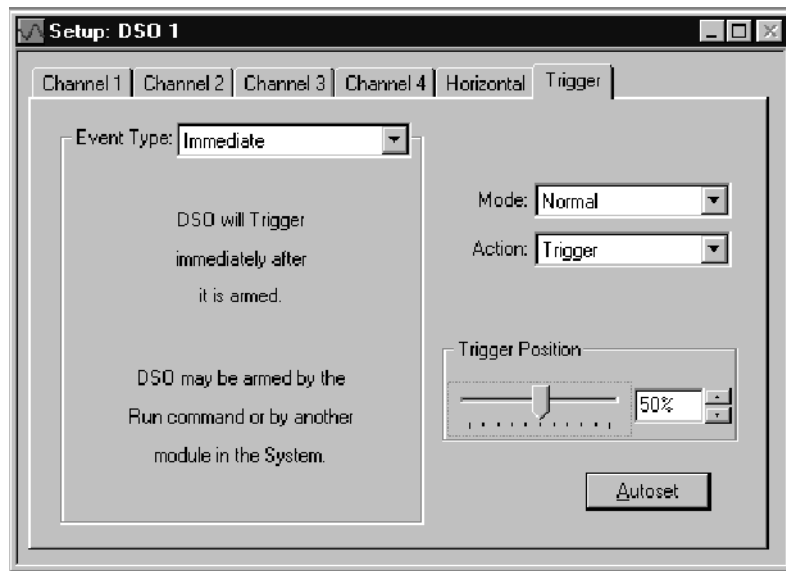 Setup: DSO 1
Channel 1 Channel 2 Channel 3 Channel 4 Horizontal Trigger
Event Type: Immediate
DSO will Trigger
immediately after
it is armed.
DSO may be armed by the
Run command or by another
module in the System.
Mode: Normal
Action: Trigger
Trigger Position
50%
Autoset